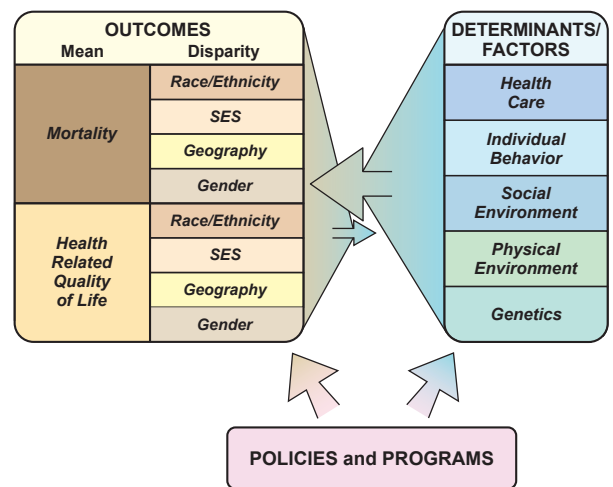 OUTCOMES
Mean
Disparity
Mortality
Race/Ethnicity
SES
Geography
Gender
Health
Related
Quality
of Life
Race/Ethnicity
SES
Geography
Gender
DETERMINANTS/
FACTORS
Health
Care
Individual
Behavior
Social
Environment
Physical
Environment
Genetics
POLICIES and PROGRAMS